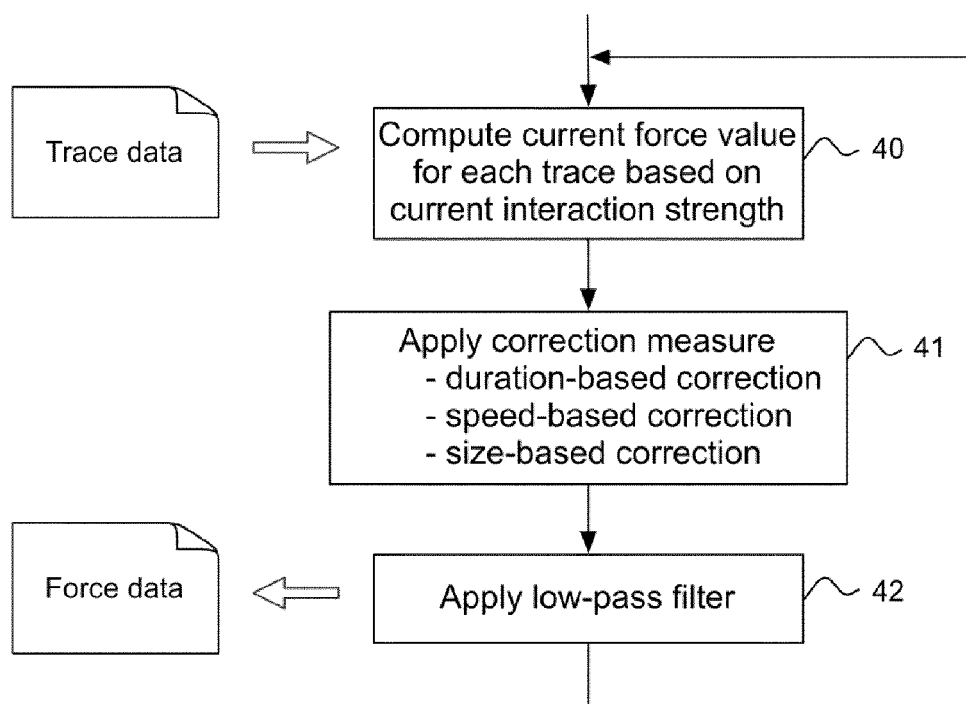 Trace data
Compute current force value
for each trace based on
current interaction strength
40
Apply correction measure
- duration-based correction
- speed-based correction
- size-based correction
41
Force data
Apply low-pass filter
42